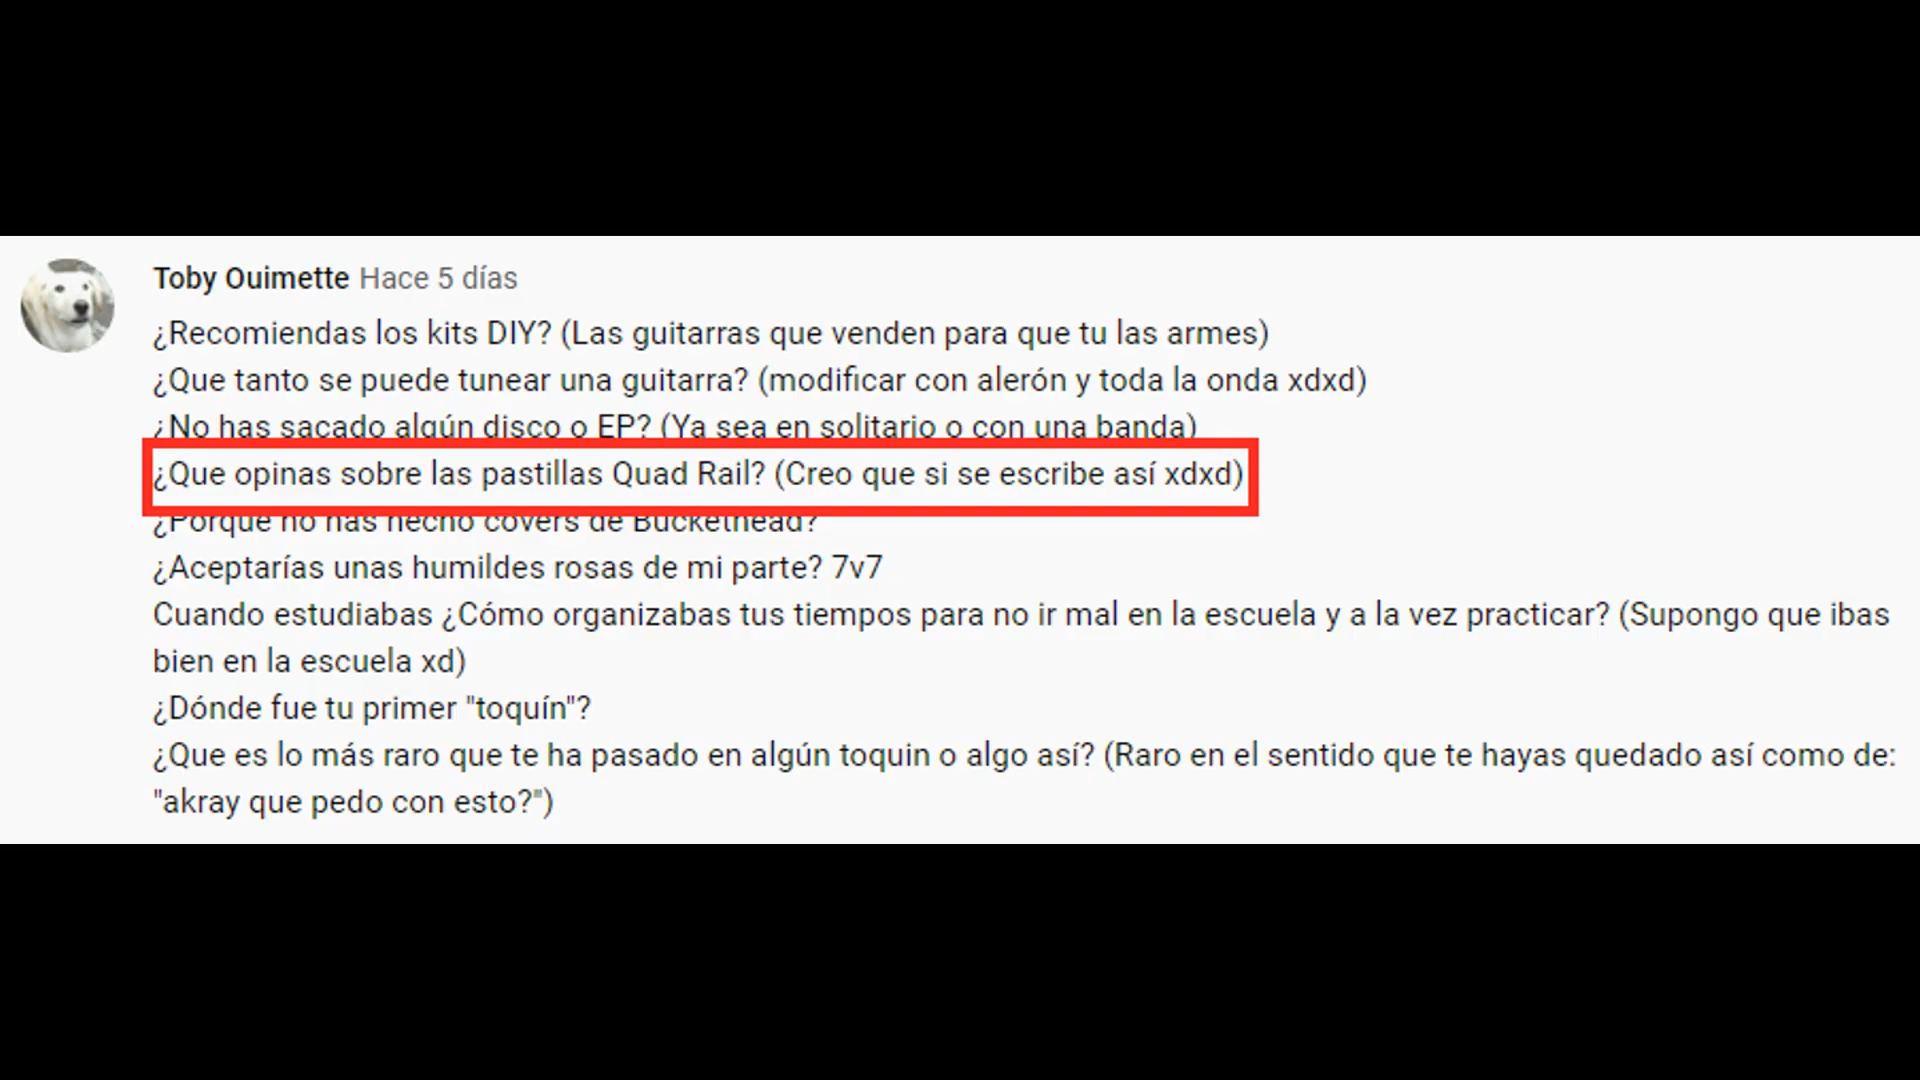 Toby Ouimette Hace 5 días
¿Recomiendas los kits DIY? (Las guitarras que venden para que tu las armes)
¿Que tanto se puede tunear una guitarra? (modificar con alerón y toda la onda xdxd)
¿No has sacado algún disco o EP? (Ya sea en solitario o con una banda)
¿Que opinas sobre las pastillas Quad Rail? (Creo que si se escribe así xdxd)
¿Porque no has hecho covers de Buckethead?
¿Aceptarías unas humildes rosas de mi parte? 7v7
Cuando estudiabas ¿Cómo organizabas tus tiempos para no ir mal en la escuela y a la vez practicar? (Supongo que ibas
bien en la escuela xd)
¿Dónde fue tu primer "toquín"?
¿Que es lo más raro que te ha pasado en algún toquin o algo así? (Raro en el sentido que te hayas quedado así como de:
"akray que pedo con esto?")